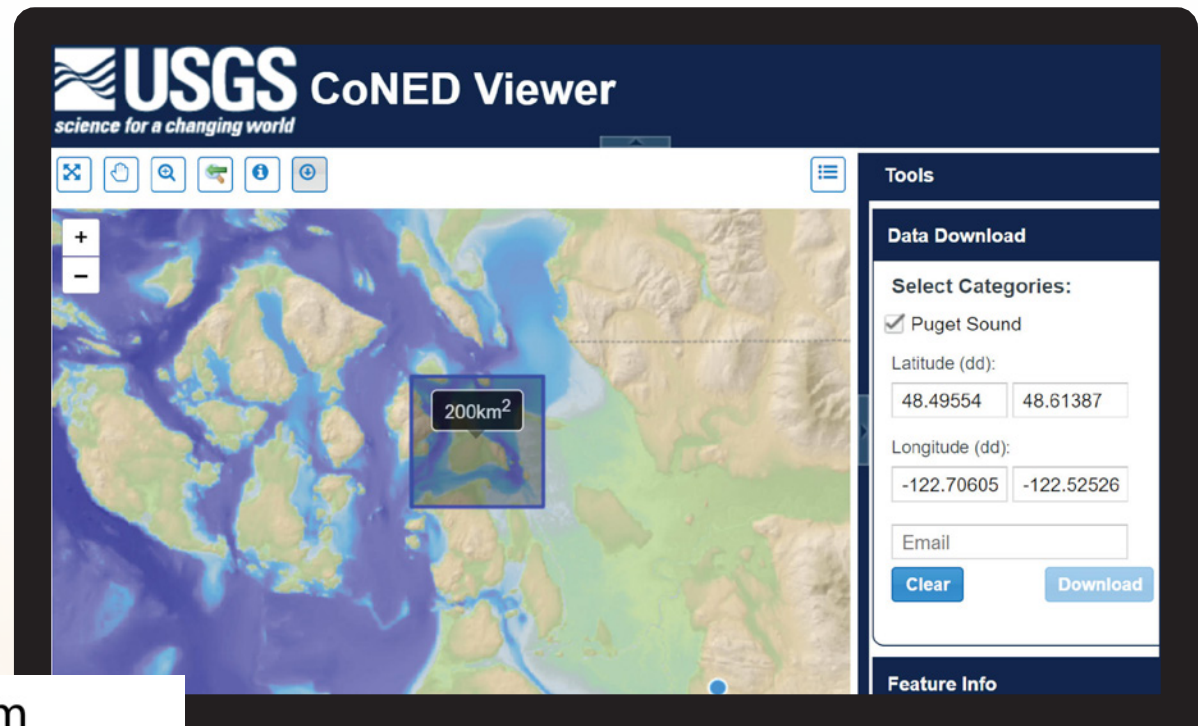 USGS
science for a changing world
CoNED Viewer
Tools
Data Download
Select Categories:
Puget Sound
Latitude (dd):
48.49554 48.61387
Longitude (dd):
-122.70605 -122.52526
Email
Clear Download
Feature Info
+
−
200km²
m